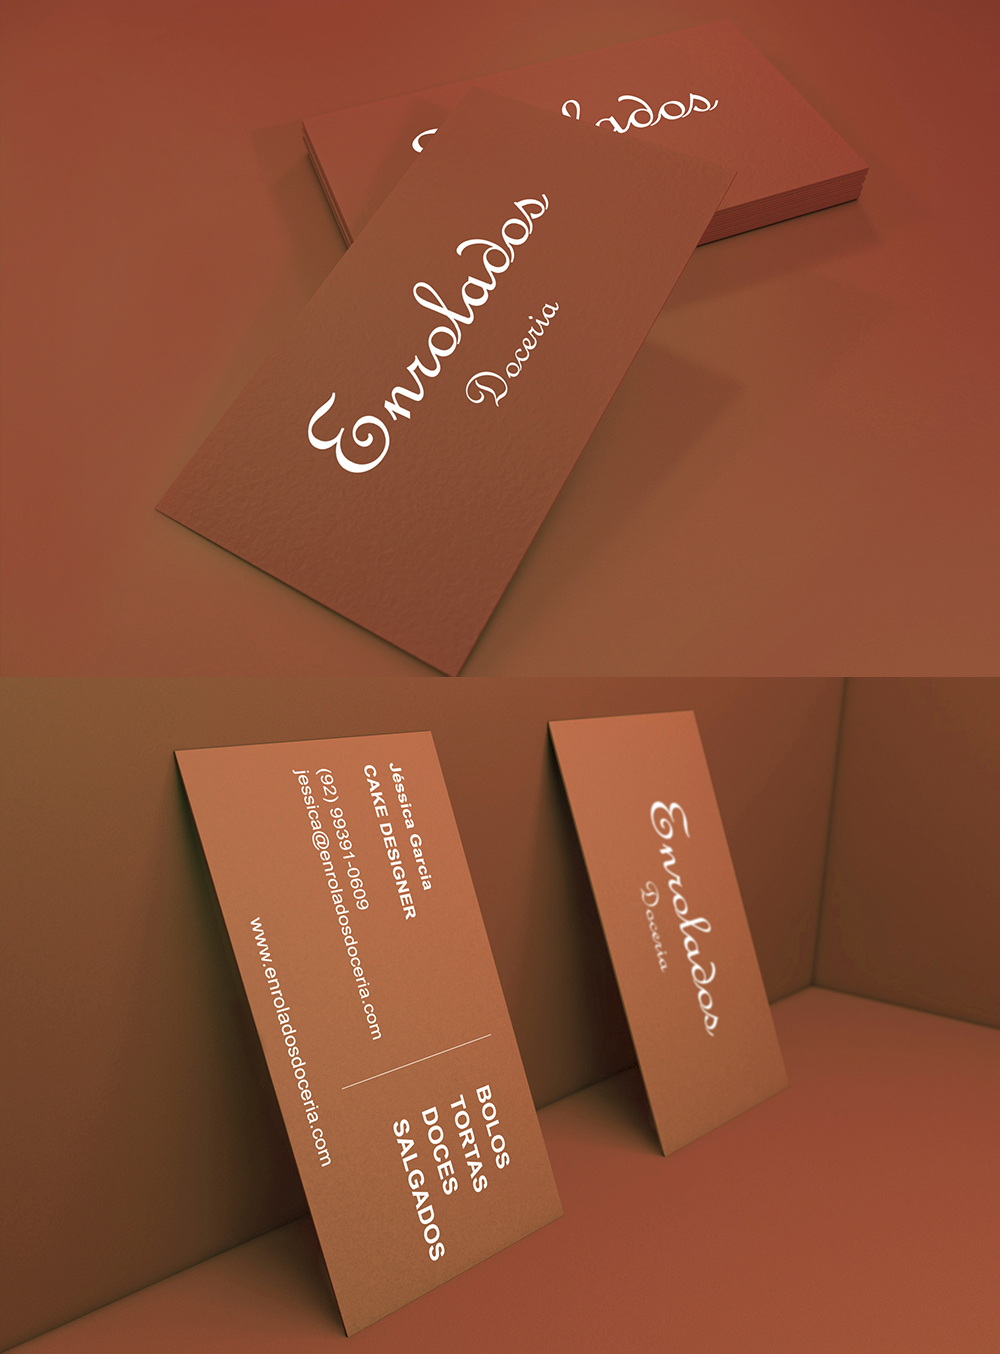 Enrolados
Enrolados
Doceria
Jéssica Garcia
CAKE DESIGNER
(92) 99391-0609
jessica@enroladosdoceria.com
www.enroladosdoceria.com
BOLOS
TORTAS
DOCES
SALGADOS
Enrolados
Doceria